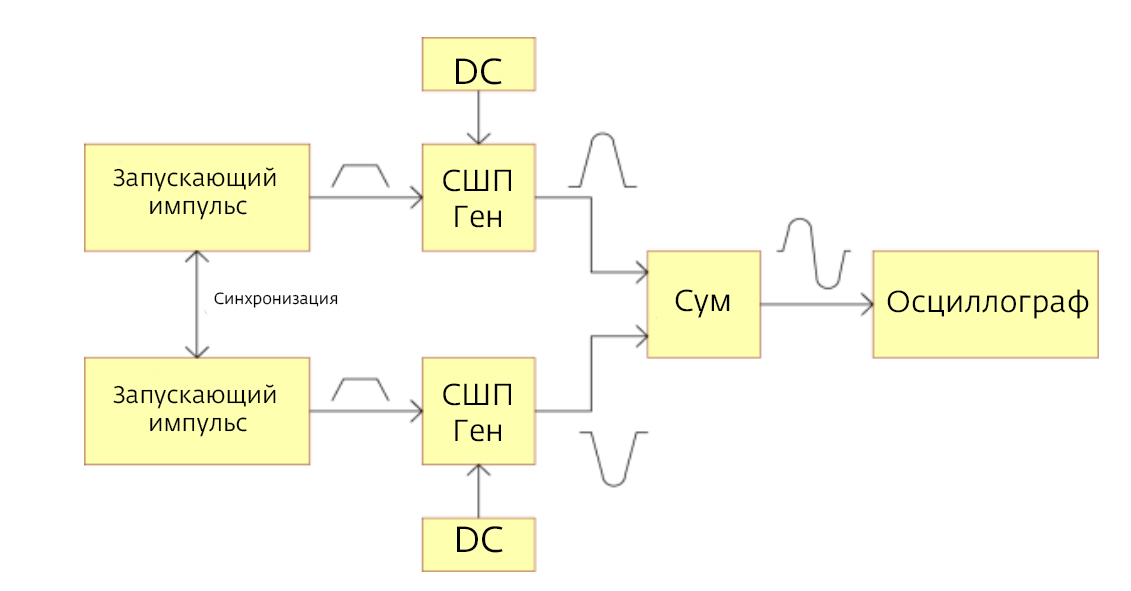 DC
Запускающий
импульс
СШП
Ген
Синхронизация
Сум
Осциллограф
Запускающий
импульс
СШП
Ген
DC